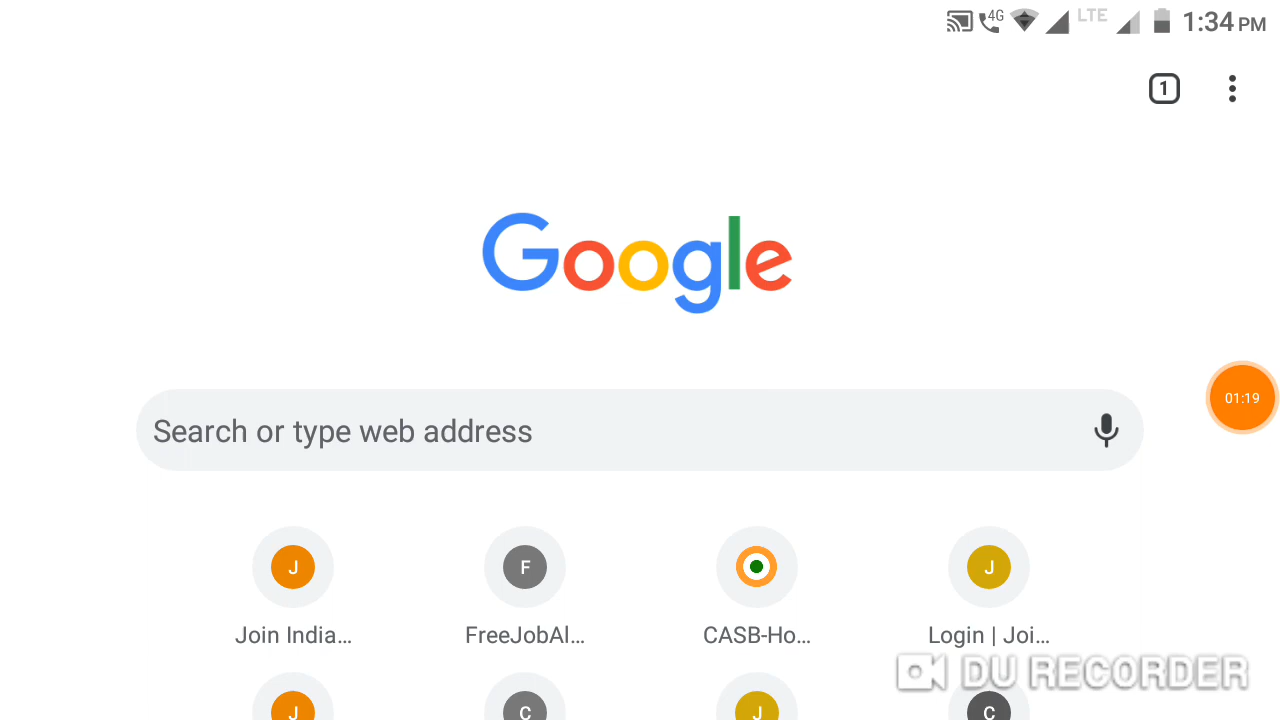 4G LTE 1:34 PM
1
Google
Search or type web address
01:19
J F J
Join India... FreeJobAl... CASB-Ho... Login | Joi...
DU RECORDER
J C J C